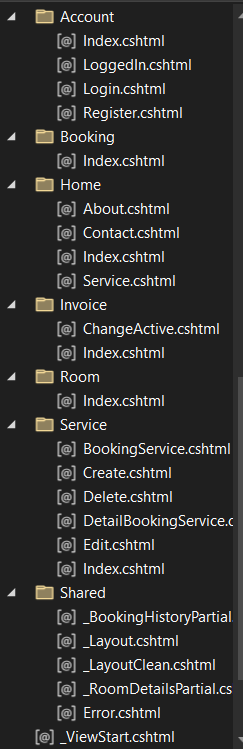 Account
[@] Index.cshtml
[@] LoggedIn.cshtml
[@] Login.cshtml
[@] Register.cshtml
Booking
[@] Index.cshtml
Home
[@] About.cshtml
[@] Contact.cshtml
[@] Index.cshtml
[@] Service.cshtml
Invoice
[@] ChangeActive.cshtml
[@] Index.cshtml
Room
[@] Index.cshtml
Service
[@] BookingService.cshtml
[@] Create.cshtml
[@] Delete.cshtml
[@] DetailBookingService.c
[@] Edit.cshtml
[@] Index.cshtml
Shared
[@] _BookingHistoryPartial.
[@] _Layout.cshtml
[@] _LayoutClean.cshtml
[@] _RoomDetailsPartial.cs
[@] Error.cshtml
[@] _ViewStart.cshtml